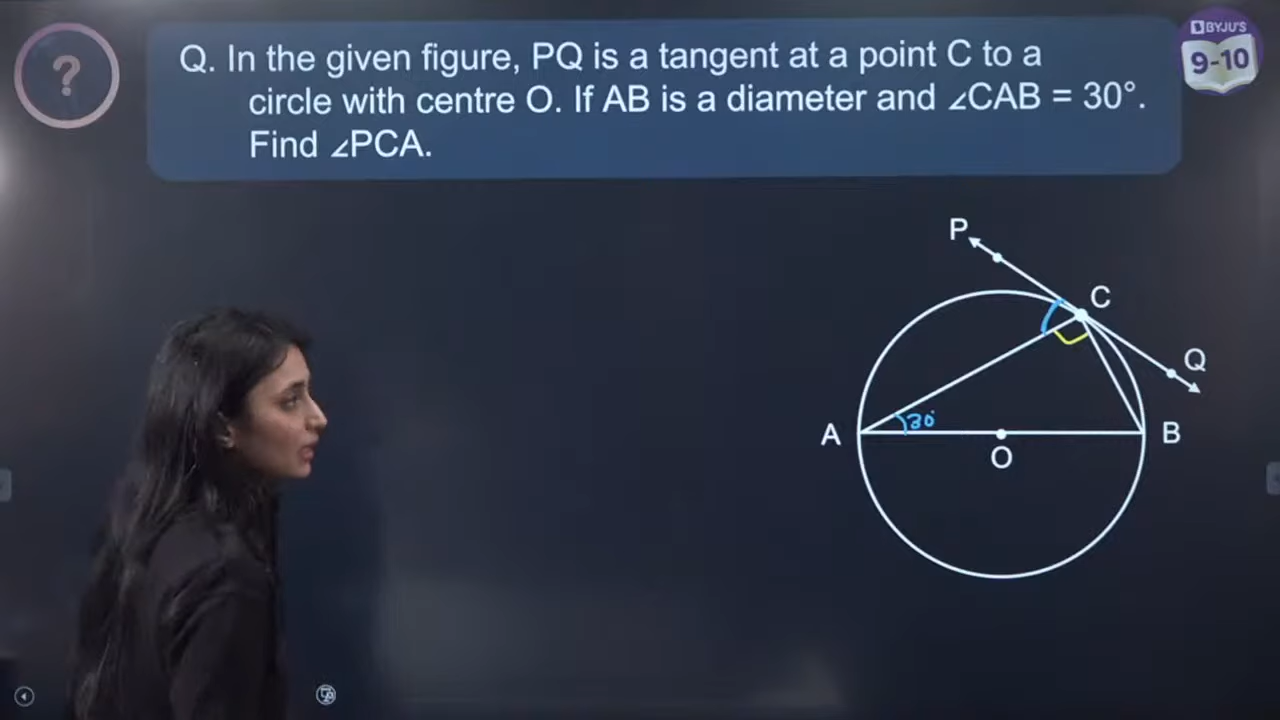 ?
Q. In the given figure, PQ is a tangent at a point C to a
circle with centre O. If AB is a diameter and ∠CAB = 30°.
Find ∠PCA.
BYJU'S
9-10
P
C
Q
A
30°
B
O